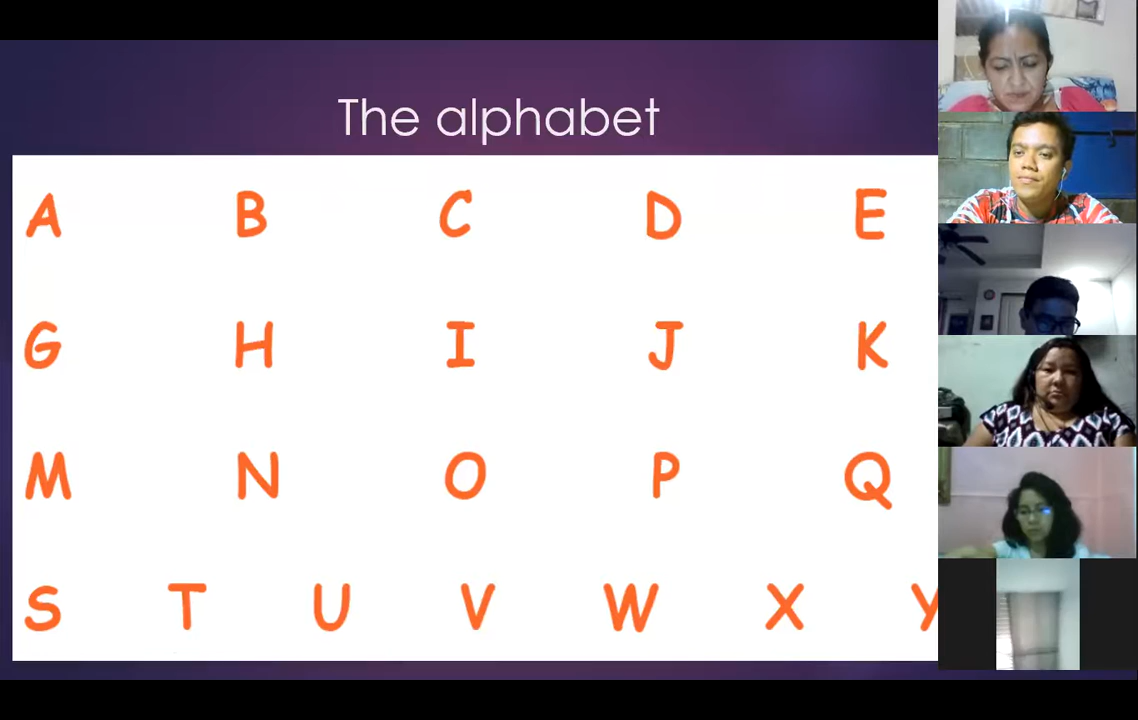 The alphabet
A B C D E
G H I J K
M N O P Q
S T U V W X Y